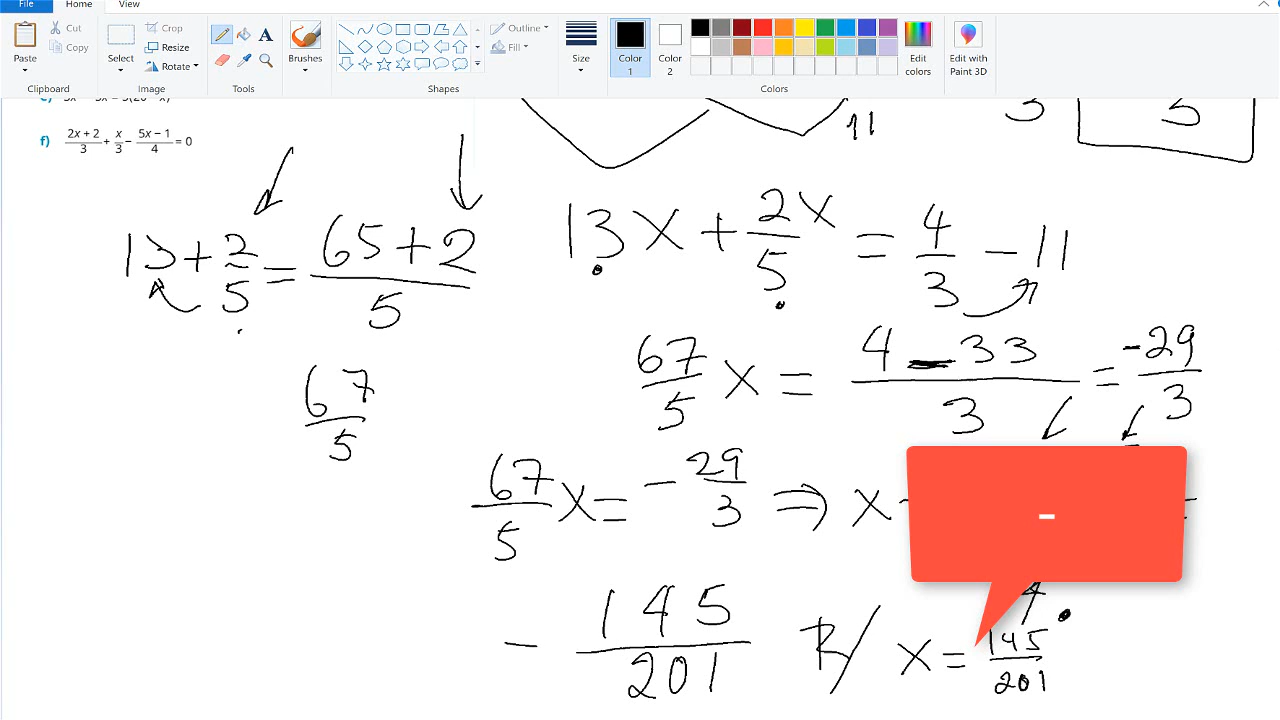 File Home View
Paste
Cut
Copy
Clipboard
Select
Crop
Resize
Rotate
Image
Tools
Brushes
Shapes
Outline
Fill
Size
Color 1
Color 2
Colors
Edit colors
Edit with Paint 3D
11
3
5
f) (2x + 2)/3 + x/3 − (5x − 1)/4 = 0
13 + 2/5 = (65 + 2)/5
67/5
13x + 2x/5 = 4/3 − 11
67/5 x = (4 − 33)/3 = -29/3
67/5 x = − 29/3 ⇒ x
-
− 145/201 R/ x = 145/201